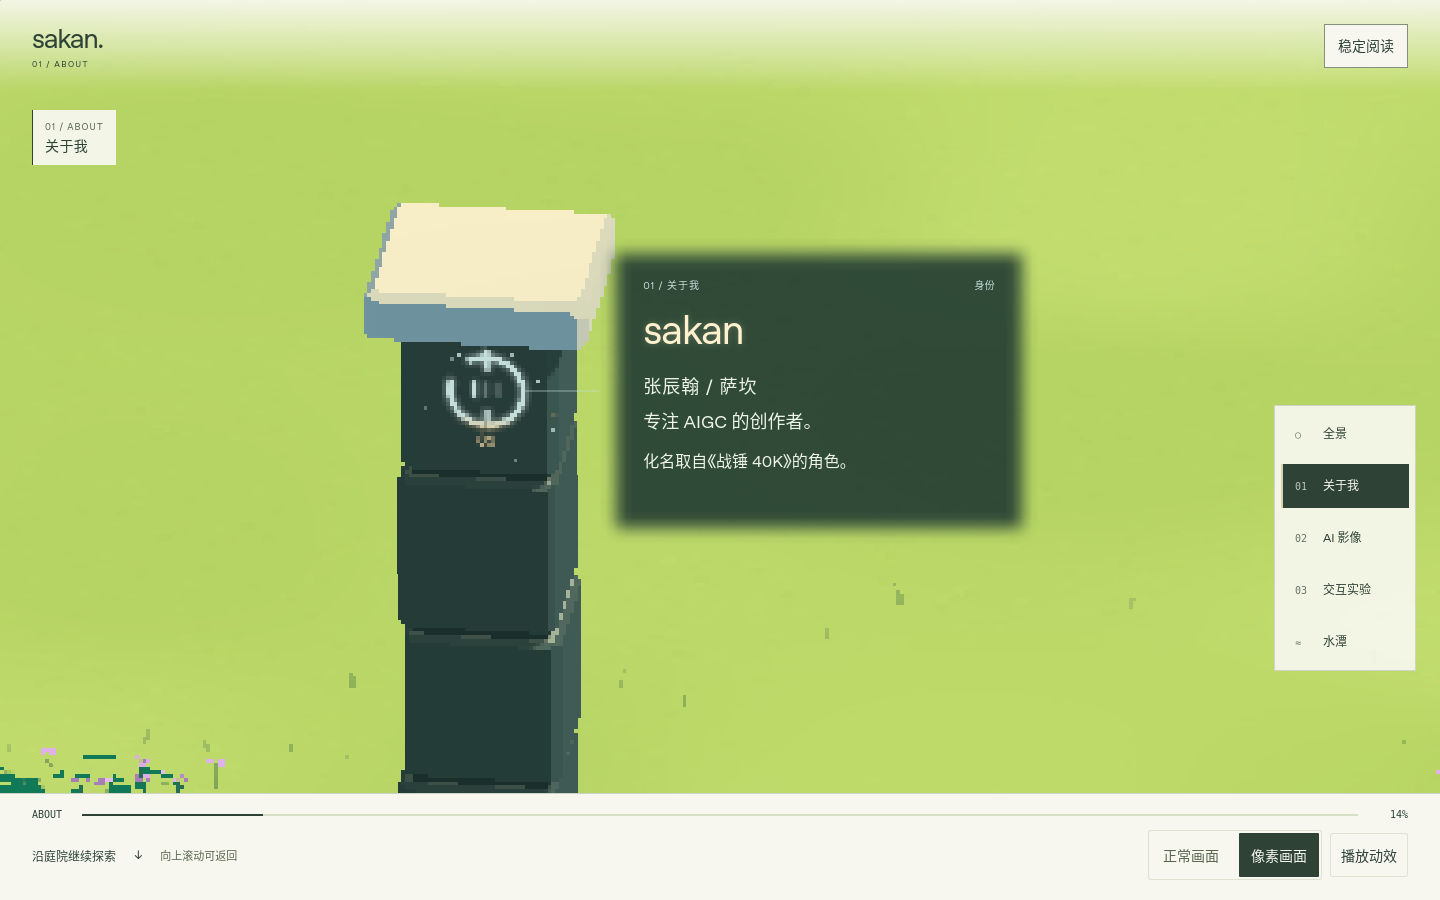 sakan.
01 / ABOUT
稳定阅读
01 / ABOUT
关于我
01 / 关于我
身份
sakan
张辰翰 / 萨坎
专注 AIGC 的创作者。
化名取自《战锤 40K》的角色。
全景
01 关于我
02 AI 影像
03 交互实验
≈ 水潭
ABOUT
14%
沿庭院继续探索 ↓ 向上滚动可返回
正常画面
像素画面
播放动效